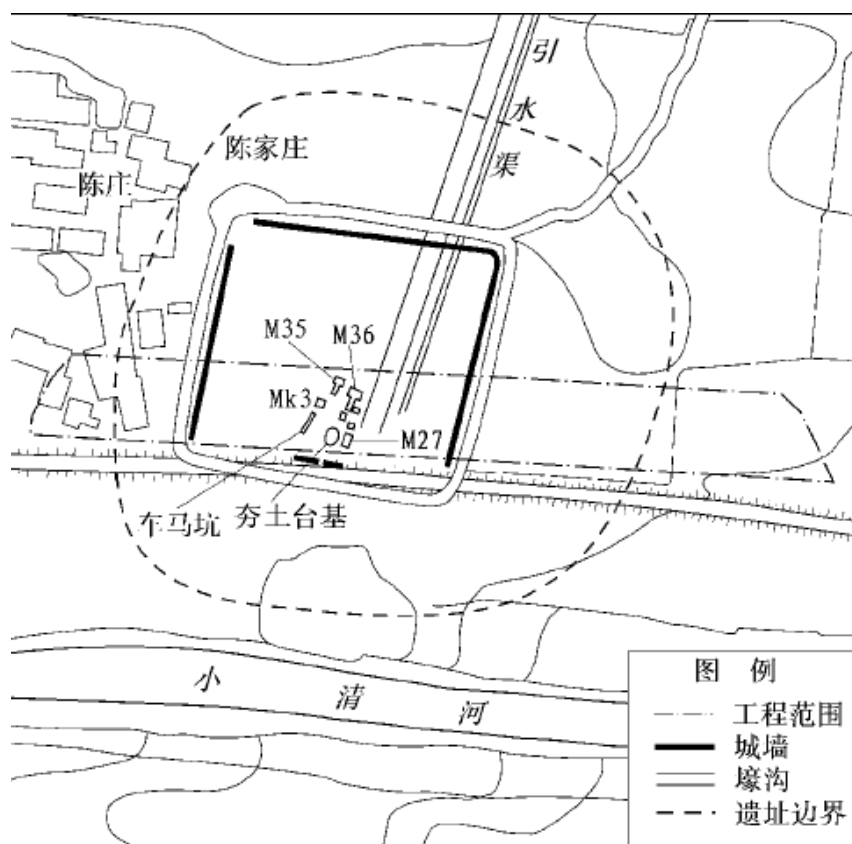 引水渠
陈家庄
陈庄
M35
M36
Mk3
M27
车马坑
夯土台基
小清河
图 例
工程范围
城墙
壕沟
遗址边界